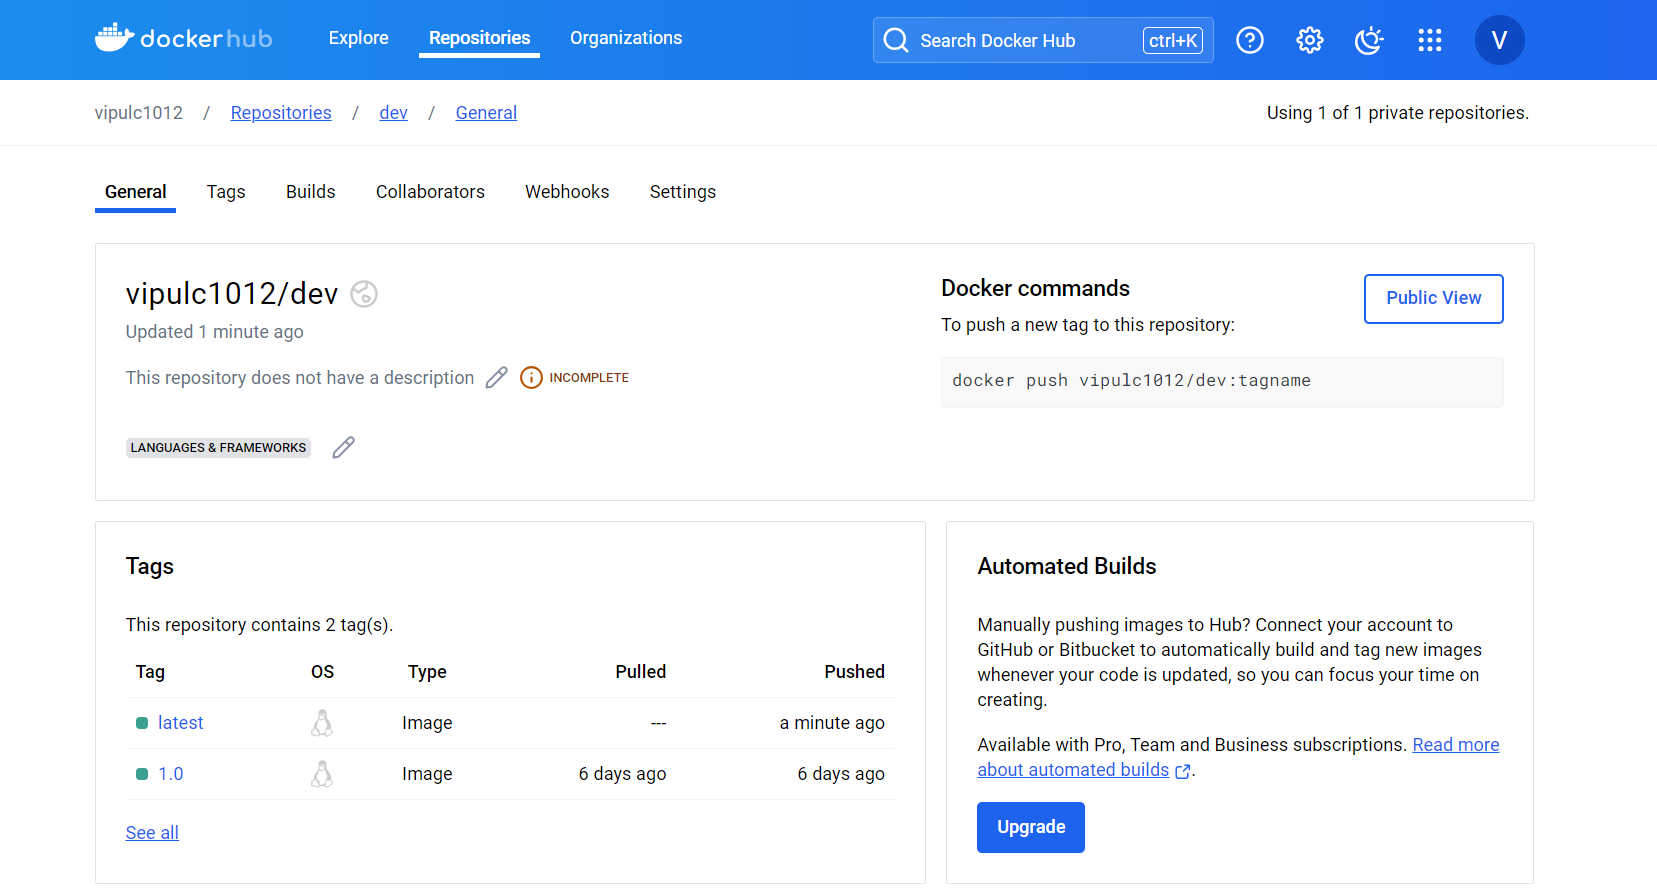 dockerhub
Explore
Repositories
Organizations
Search Docker Hub
ctrl+K
V
vipulc1012 / Repositories / dev / General
Using 1 of 1 private repositories.
General
Tags
Builds
Collaborators
Webhooks
Settings
vipulc1012/dev
Updated 1 minute ago
This repository does not have a description
INCOMPLETE
LANGUAGES & FRAMEWORKS
Docker commands
Public View
To push a new tag to this repository:
docker push vipulc1012/dev:tagname
Tags
This repository contains 2 tag(s).
Tag OS Type Pulled Pushed
latest Image --- a minute ago
1.0 Image 6 days ago 6 days ago
See all
Automated Builds
Manually pushing images to Hub? Connect your account to
GitHub or Bitbucket to automatically build and tag new images
whenever your code is updated, so you can focus your time on
creating.
Available with Pro, Team and Business subscriptions. Read more
about automated builds.
Upgrade